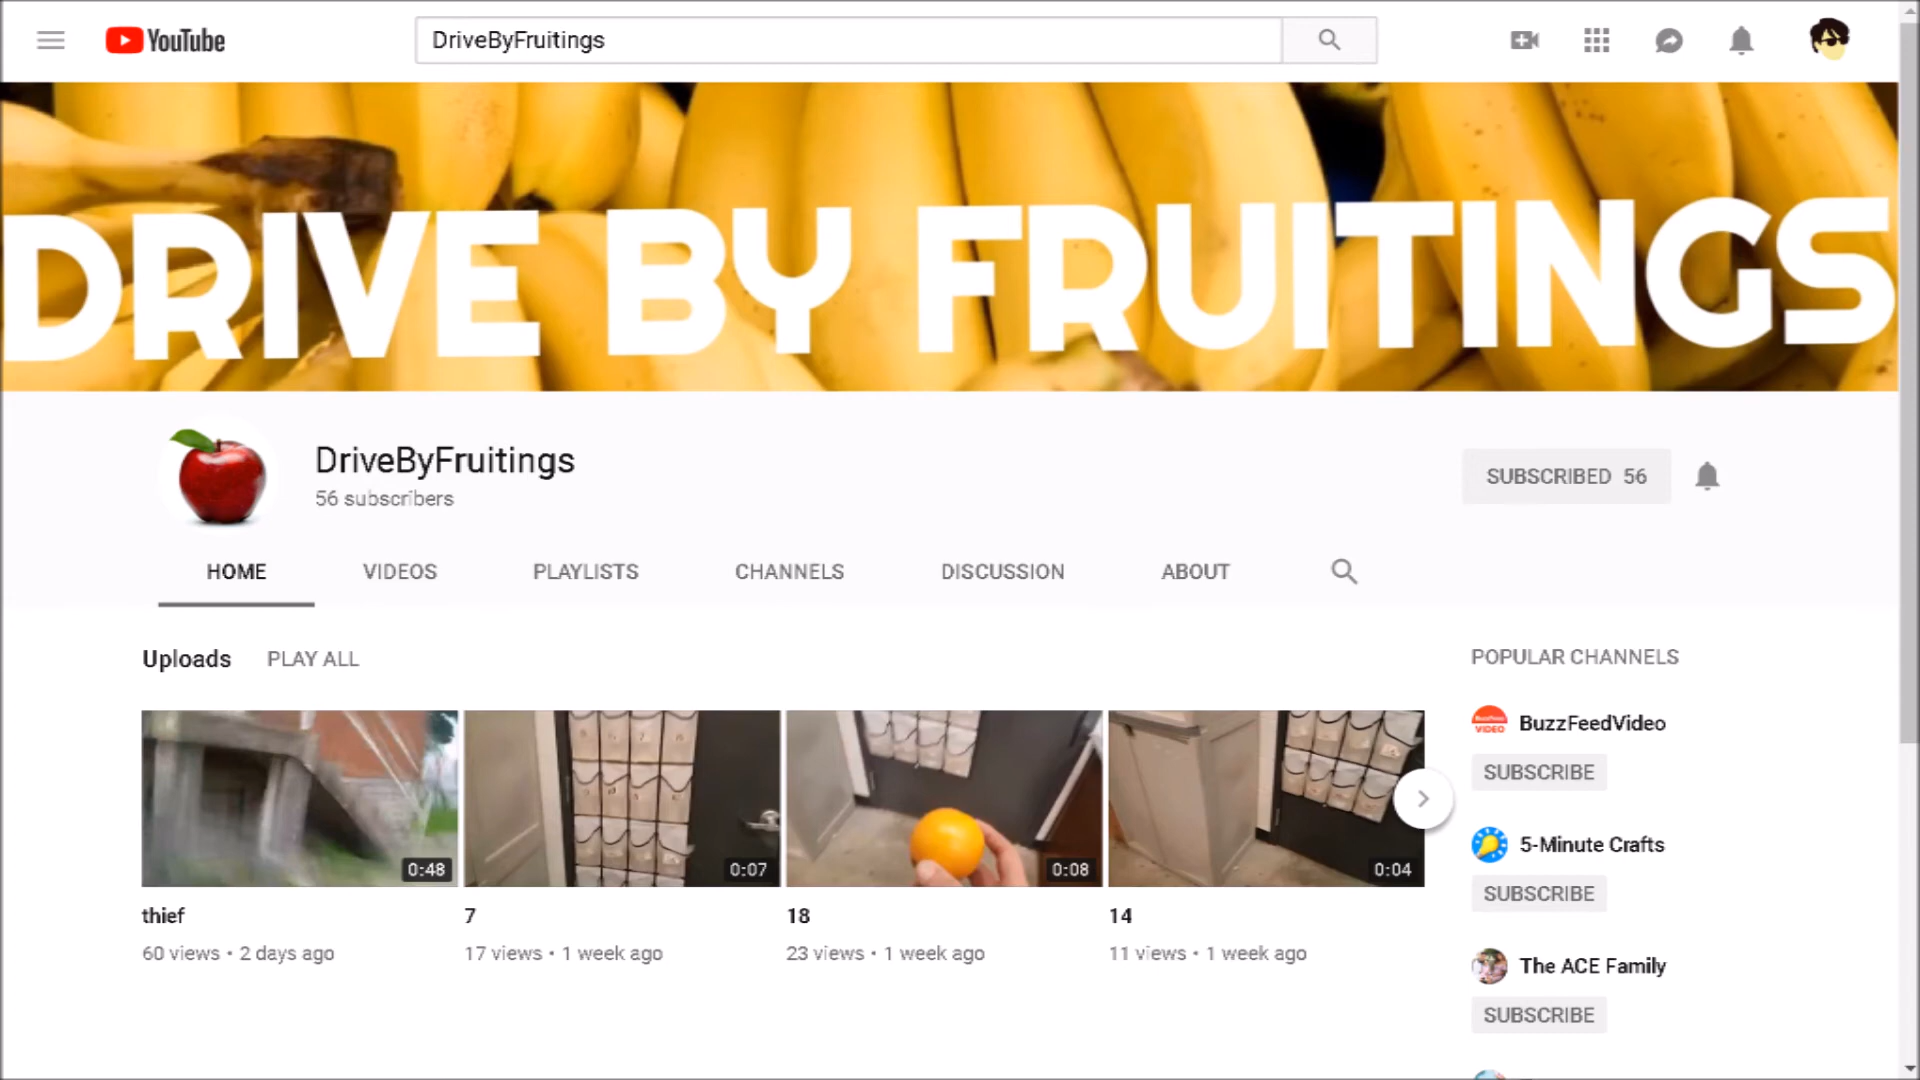 YouTube
DriveByFruitings
DRIVE BY FRUITINGS
DriveByFruitings
56 subscribers
SUBSCRIBED 56
HOME VIDEOS PLAYLISTS CHANNELS DISCUSSION ABOUT
Uploads PLAY ALL
0:48 0:07 0:08 0:04
thief 7 18 14
60 views • 2 days ago 17 views • 1 week ago 23 views • 1 week ago 11 views • 1 week ago
POPULAR CHANNELS
BuzzFeedVideo
SUBSCRIBE
5-Minute Crafts
SUBSCRIBE
The ACE Family
SUBSCRIBE